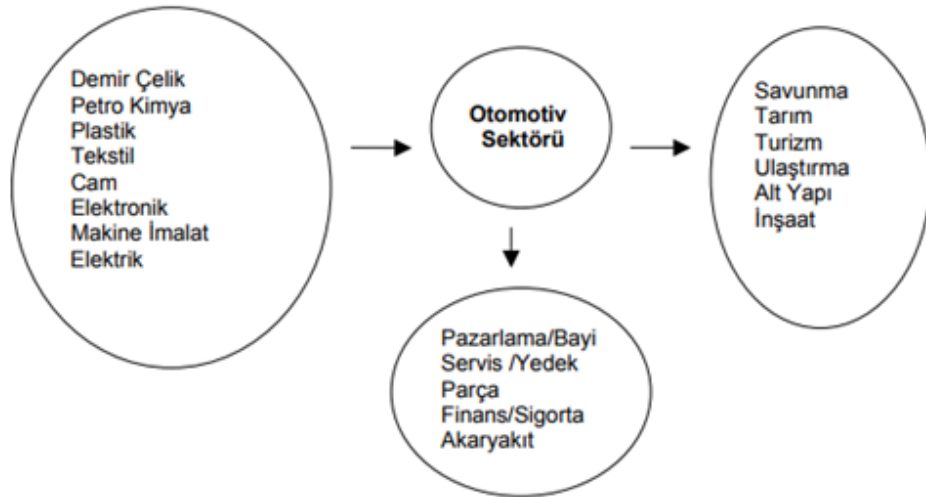 Demir Çelik
Petro Kimya
Plastik
Tekstil
Cam
Elektronik
Makine İmalat
Elektrik
Otomotiv
Sektörü
Savunma
Tarım
Turizm
Ulaştırma
Alt Yapı
İnşaat
Pazarlama/Bayi
Servis /Yedek
Parça
Finans/Sigorta
Akaryakıt